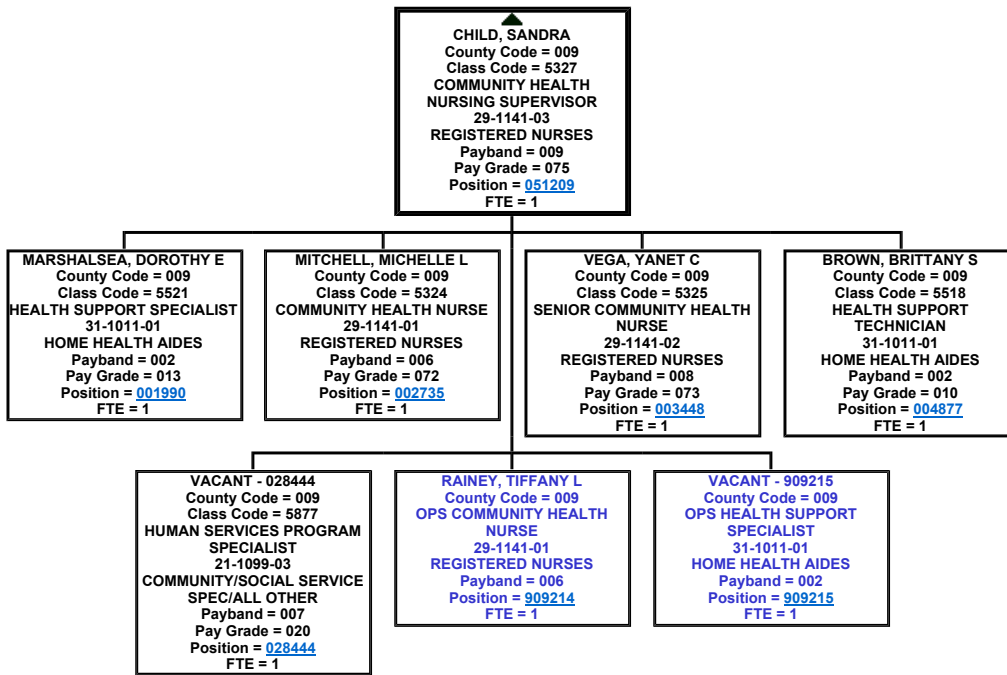 CHILD, SANDRA
County Code = 009
Class Code = 5327
COMMUNITY HEALTH
NURSING SUPERVISOR
29-1141-03
REGISTERED NURSES
Payband = 009
Pay Grade = 075
Position = 051209
FTE = 1
MARSHALSEA, DOROTHY E
County Code = 009
Class Code = 5521
HEALTH SUPPORT SPECIALIST
31-1011-01
HOME HEALTH AIDES
Payband = 002
Pay Grade = 013
Position = 001990
FTE = 1
MITCHELL, MICHELLE L
County Code = 009
Class Code = 5324
COMMUNITY HEALTH NURSE
29-1141-01
REGISTERED NURSES
Payband = 006
Pay Grade = 072
Position = 002735
FTE = 1
VEGA, YANET C
County Code = 009
Class Code = 5325
SENIOR COMMUNITY HEALTH
NURSE
29-1141-02
REGISTERED NURSES
Payband = 008
Pay Grade = 073
Position = 003448
FTE = 1
BROWN, BRITTANY S
County Code = 009
Class Code = 5518
HEALTH SUPPORT
TECHNICIAN
31-1011-01
HOME HEALTH AIDES
Payband = 002
Pay Grade = 010
Position = 004877
FTE = 1
VACANT - 028444
County Code = 009
Class Code = 5877
HUMAN SERVICES PROGRAM
SPECIALIST
21-1099-03
COMMUNITY/SOCIAL SERVICE
SPEC/ALL OTHER
Payband = 007
Pay Grade = 020
Position = 028444
FTE = 1
RAINEY, TIFFANY L
County Code = 009
OPS COMMUNITY HEALTH
NURSE
29-1141-01
REGISTERED NURSES
Payband = 006
Position = 909214
FTE = 1
VACANT - 909215
County Code = 009
OPS HEALTH SUPPORT
SPECIALIST
31-1011-01
HOME HEALTH AIDES
Payband = 002
Position = 909215
FTE = 1